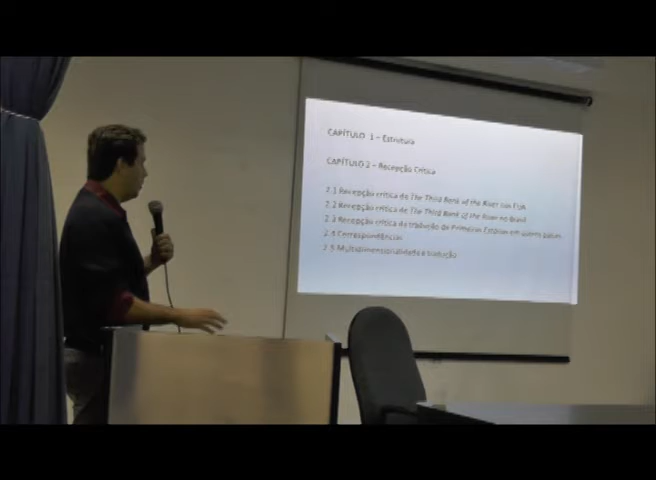 CAPÍTULO 1 – Estrutura
CAPÍTULO 2 – Recepção Crítica
2.1 Recepção crítica de The Third Bank of the River nos EUA
2.2 Recepção crítica de The Third Bank of the River no Brasil
2.3 Recepção crítica da tradução de Primeiras Estórias em outros países
2.4 Correspondências
2.5 Multidimensionalidade e tradução